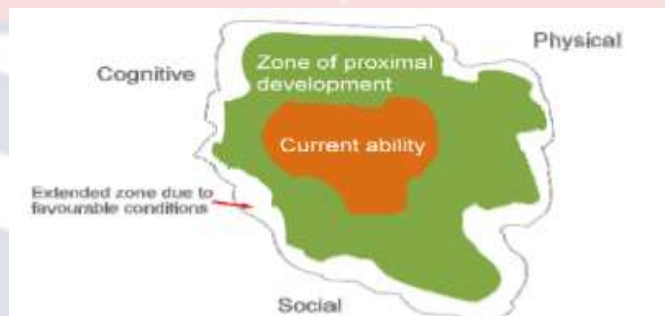 Physical
Cognitive
Zone of proximal
development
Current ability
Extended zone due to
favourable conditions
Social